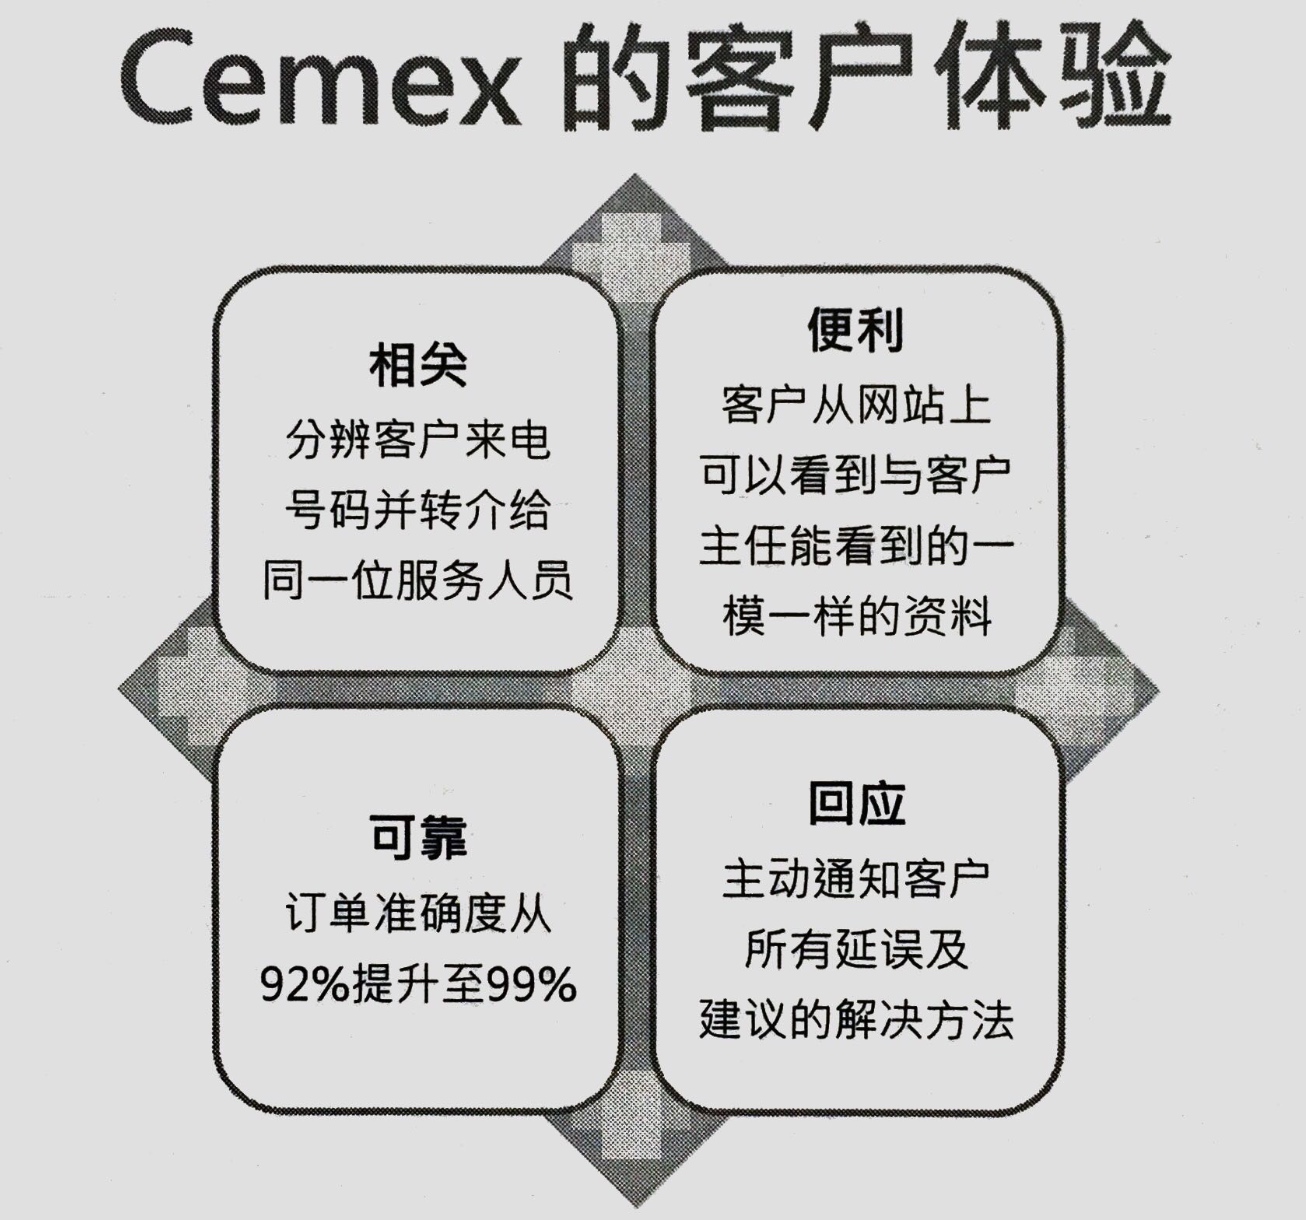 Cemex 的客户体验
相关
分辨客户来电
号码并转介给
同一位服务人员
便利
客户从网站上
可以看到与客户
主任能看到的一
模一样的资料
可靠
订单准确度从
92%提升至99%
回应
主动通知客户
所有延误及
建议的解决方法